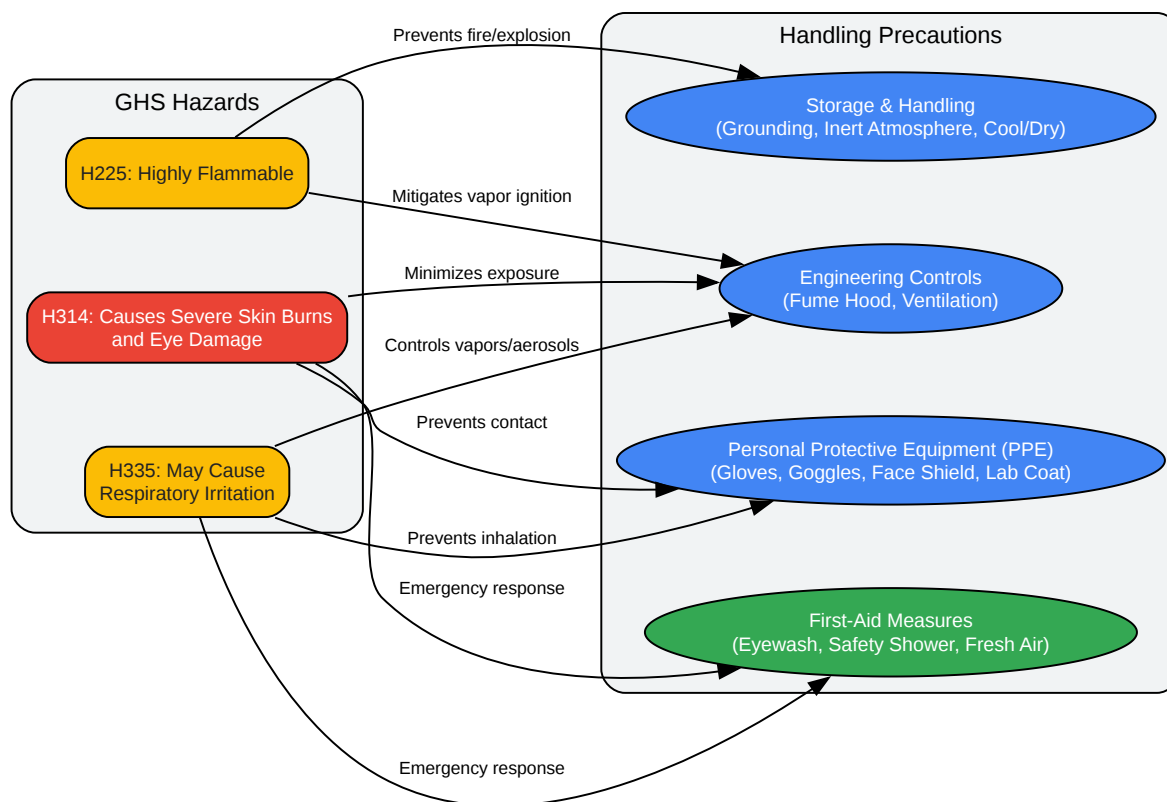 GHS Hazards
H225: Highly Flammable
H314: Causes Severe Skin Burns
and Eye Damage
H335: May Cause
Respiratory Irritation
Prevents fire/explosion
Mitigates vapor ignition
Minimizes exposure
Controls vapors/aerosols
Prevents contact
Prevents inhalation
Emergency response
Emergency response
Handling Precautions
Storage & Handling
(Grounding, Inert Atmosphere, Cool/Dry)
Engineering Controls
(Fume Hood, Ventilation)
Personal Protective Equipment (PPE)
(Gloves, Goggles, Face Shield, Lab Coat)
First-Aid Measures
(Eyewash, Safety Shower, Fresh Air)